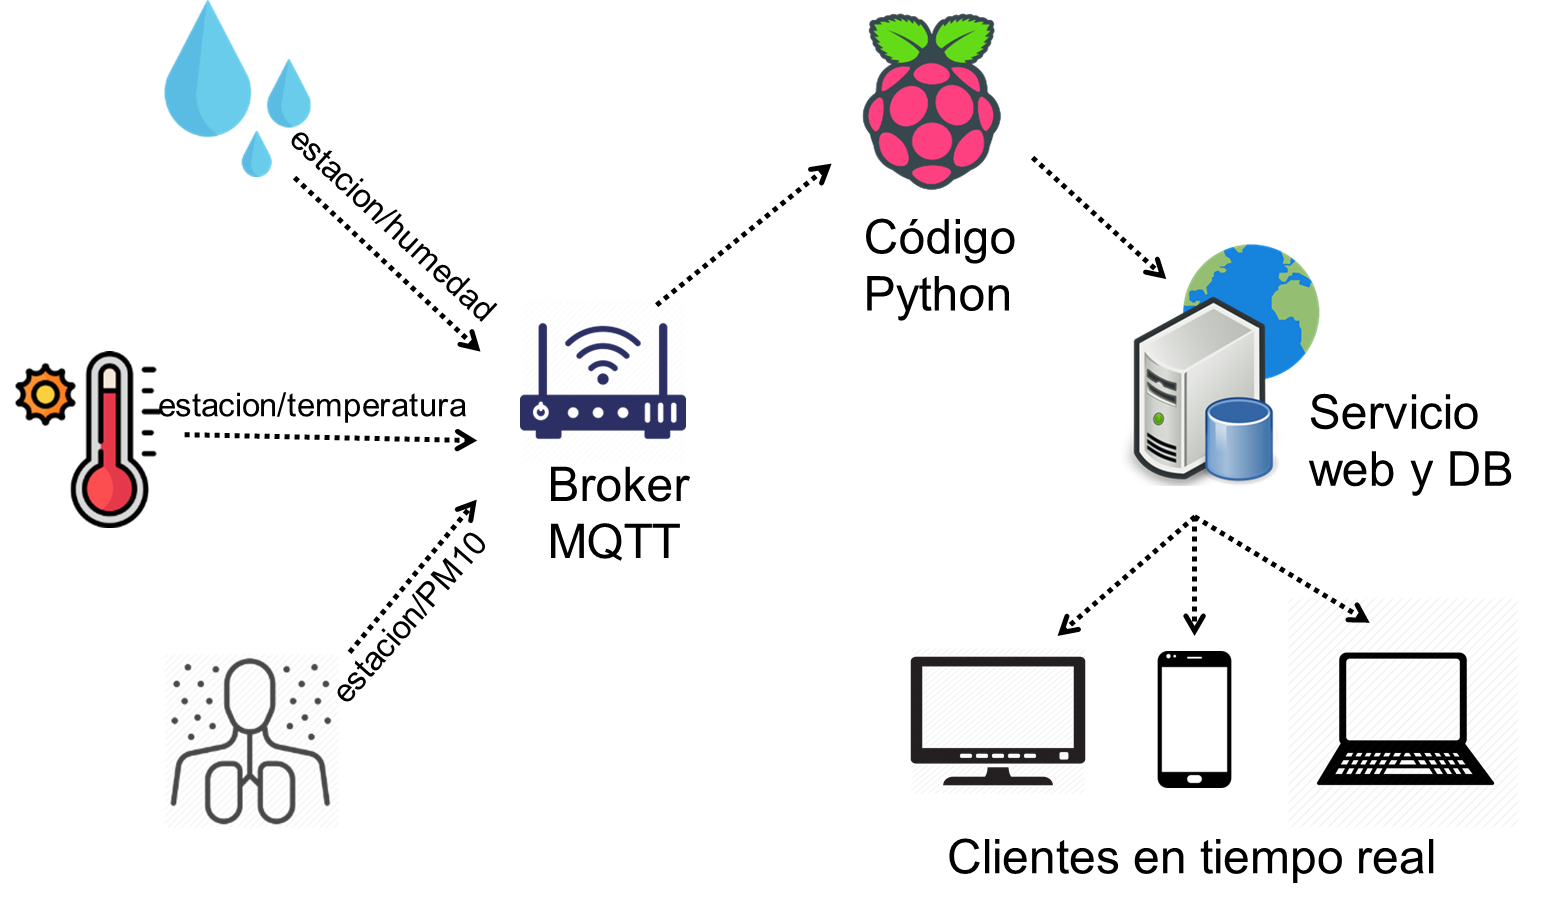 estacion/humedad
estacion/temperatura
estacion/PM10
Broker
MQTT
Código
Python
Servicio
web y DB
Clientes en tiempo real